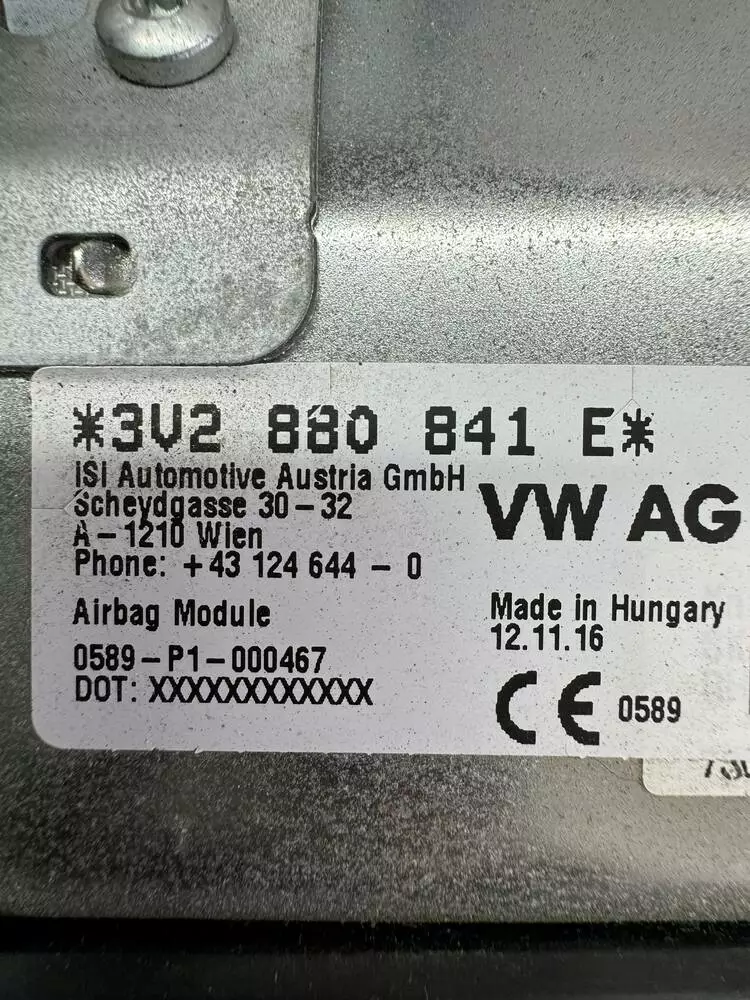 *3V2 880 841 E*
ISI Automotive Austria GmbH
Scheydgasse 30-32
A-1210 Wien
Phone: +43 124 644 - 0
VW AG
Airbag Module
0589-P1-000467
DOT: XXXXXXXXXXXX
Made in Hungary
12.11.16
CE 0589